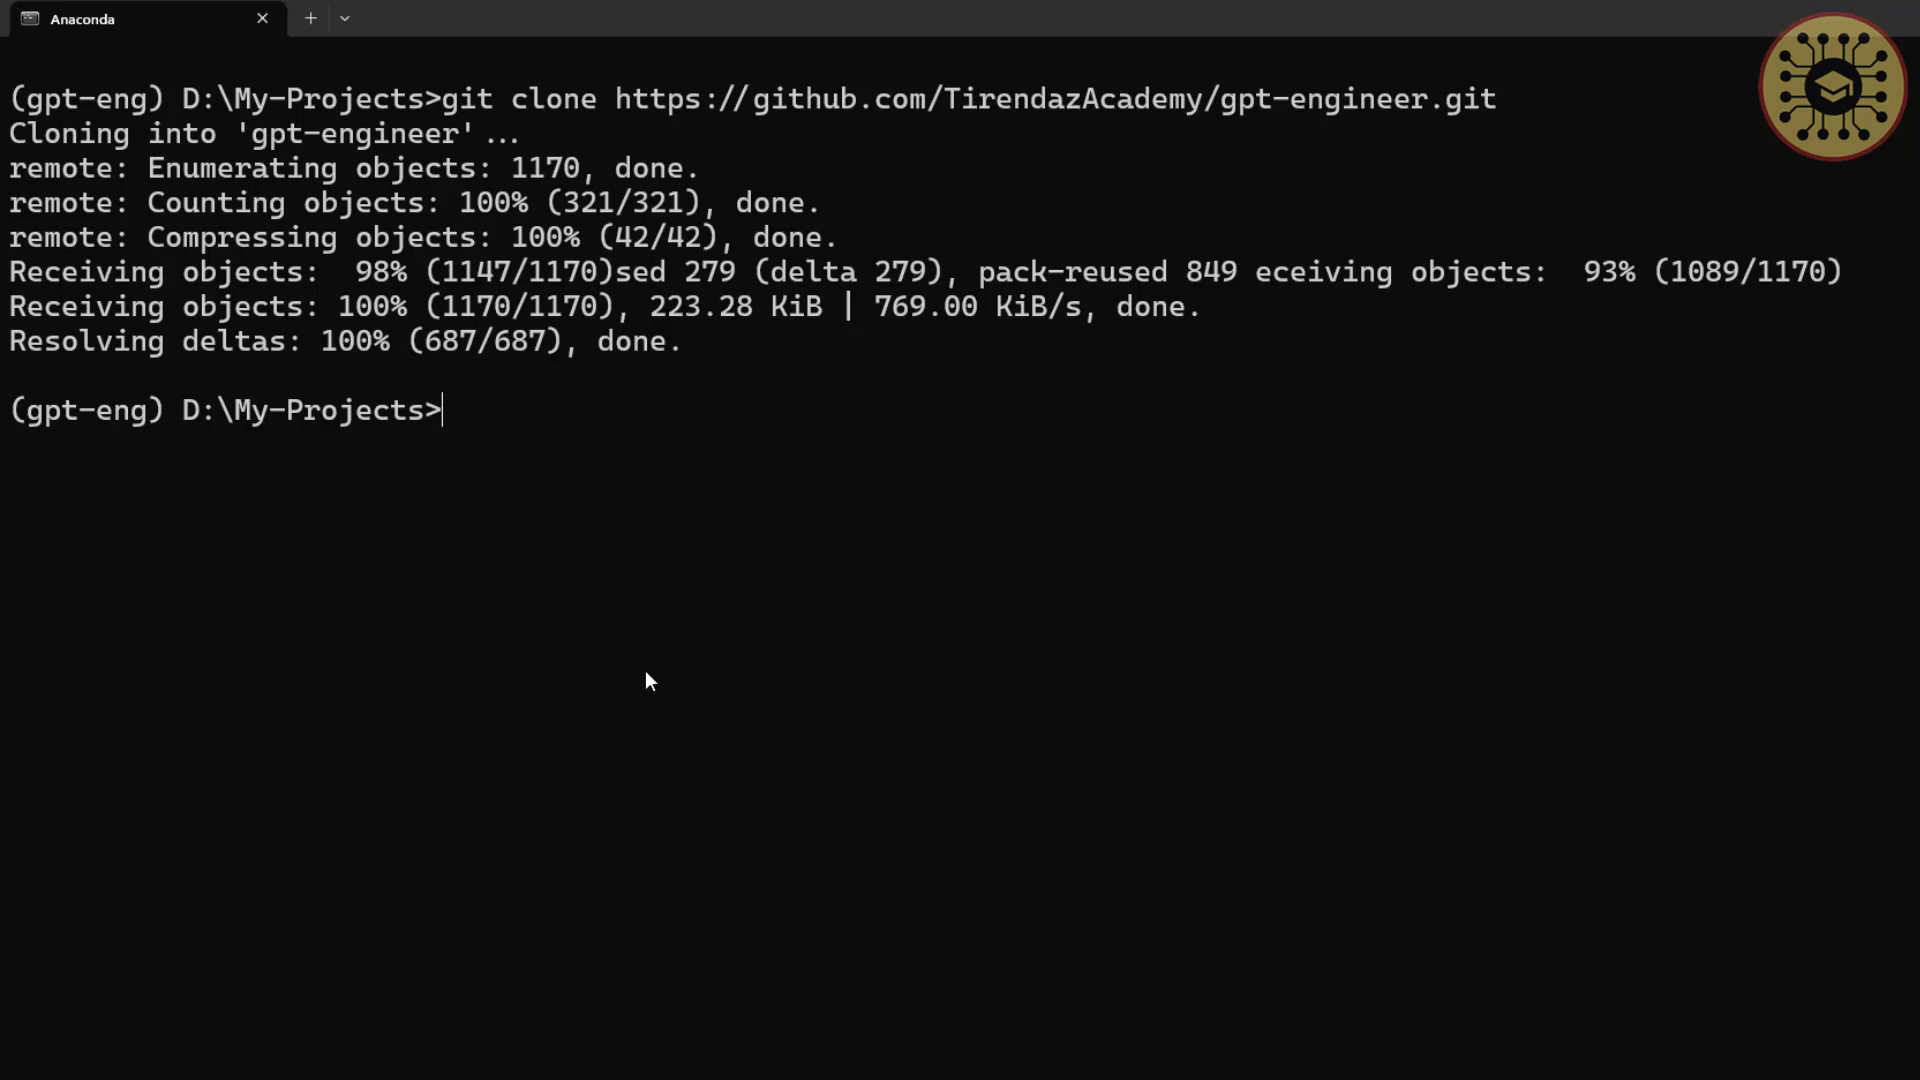 Anaconda
(gpt-eng) D:\My-Projects>git clone https://github.com/TirendazAcademy/gpt-engineer.git
Cloning into 'gpt-engineer'...
remote: Enumerating objects: 1170, done.
remote: Counting objects: 100% (321/321), done.
remote: Compressing objects: 100% (42/42), done.
Receiving objects:  98% (1147/1170)sed 279 (delta 279), pack-reused 849 eceiving objects:  93% (1089/1170)
Receiving objects: 100% (1170/1170), 223.28 KiB | 769.00 KiB/s, done.
Resolving deltas: 100% (687/687), done.
(gpt-eng) D:\My-Projects>